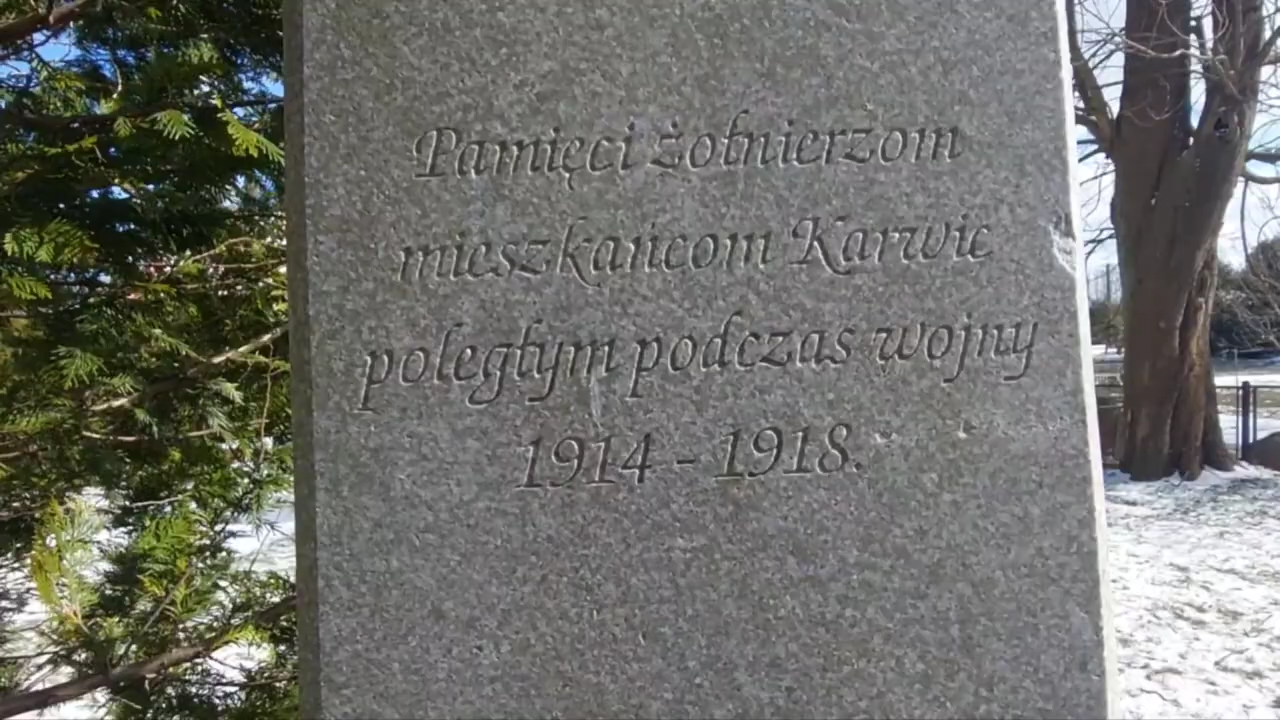 Pamięci żołnierzom
mieszkańcom Karwic
poległym podczas wojny
1914 - 1918.